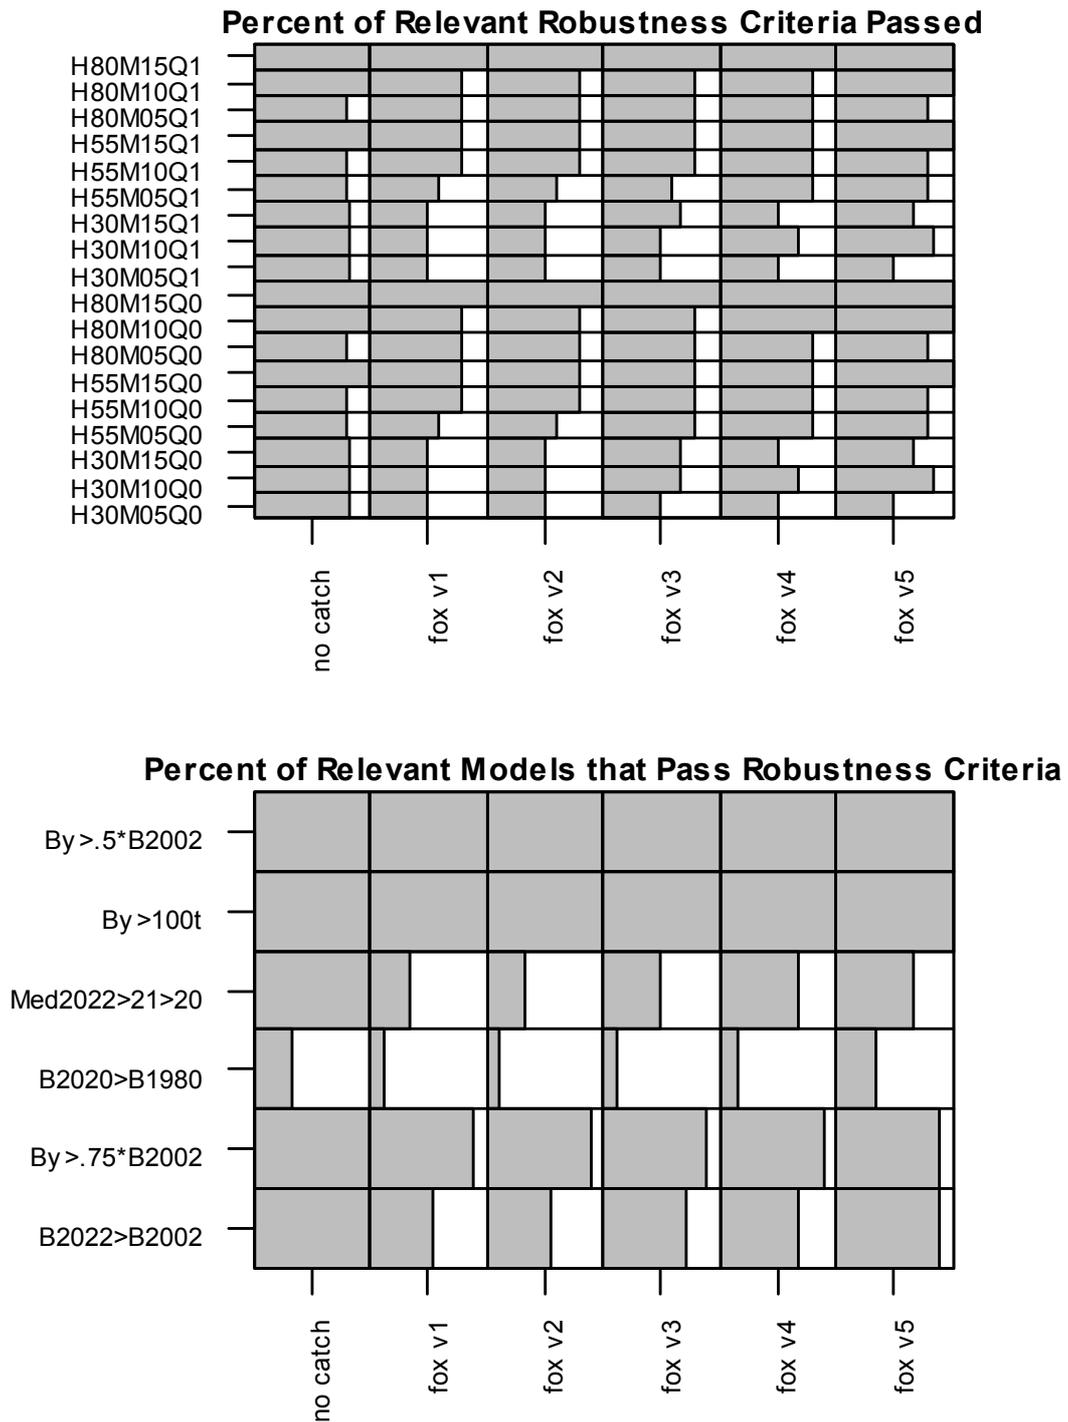 Percent of Relevant Robustness Criteria Passed
H80M15Q1
H80M10Q1
H80M05Q1
H55M15Q1
H55M10Q1
H55M05Q1
H30M15Q1
H30M10Q1
H30M05Q1
H80M15Q0
H80M10Q0
H80M05Q0
H55M15Q0
H55M10Q0
H55M05Q0
H30M15Q0
H30M10Q0
H30M05Q0
no catch
fox v1
fox v2
fox v3
fox v4
fox v5
Percent of Relevant Models that Pass Robustness Criteria
By>.5*B2002
By>100t
Med2022>21>20
B2020>B1980
By>.75*B2002
B2022>B2002
no catch
fox v1
fox v2
fox v3
fox v4
fox v5